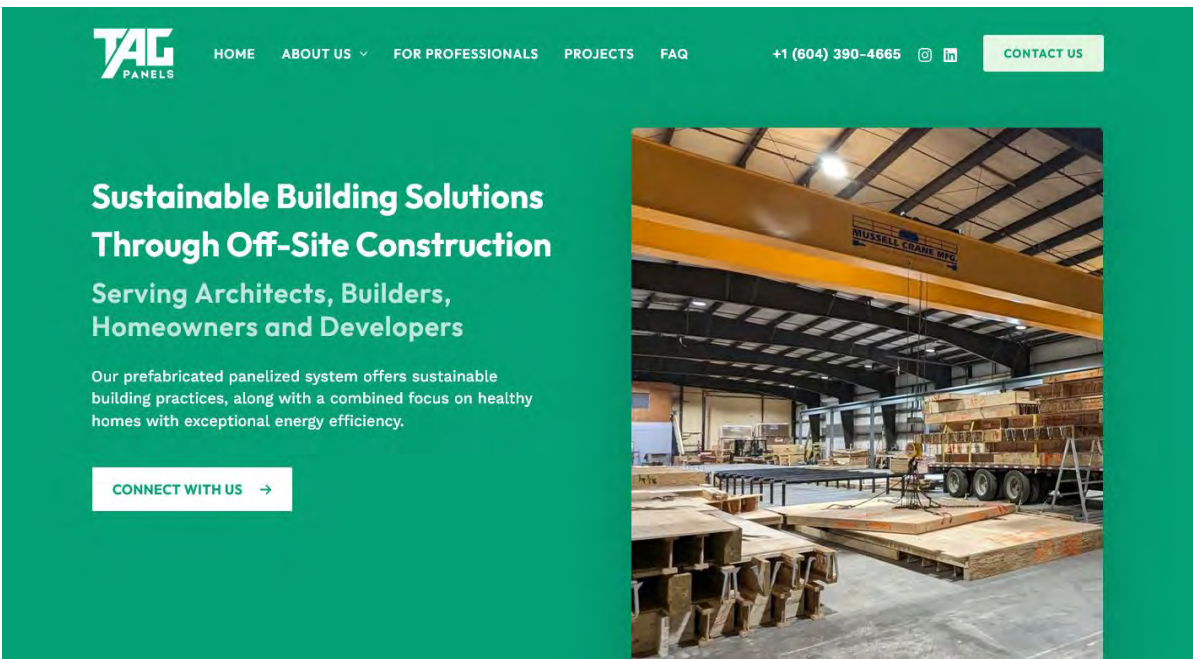 TAG
PANELS
HOME
ABOUT US
FOR PROFESSIONALS
PROJECTS
FAQ
+1 (604) 390-4665
CONTACT US
Sustainable Building Solutions
Through Off-Site Construction
Serving Architects, Builders,
Homeowners and Developers
Our prefabricated panelized system offers sustainable
building practices, along with a combined focus on healthy
homes with exceptional energy efficiency.
CONNECT WITH US
MUSSELL CRANE MFG.